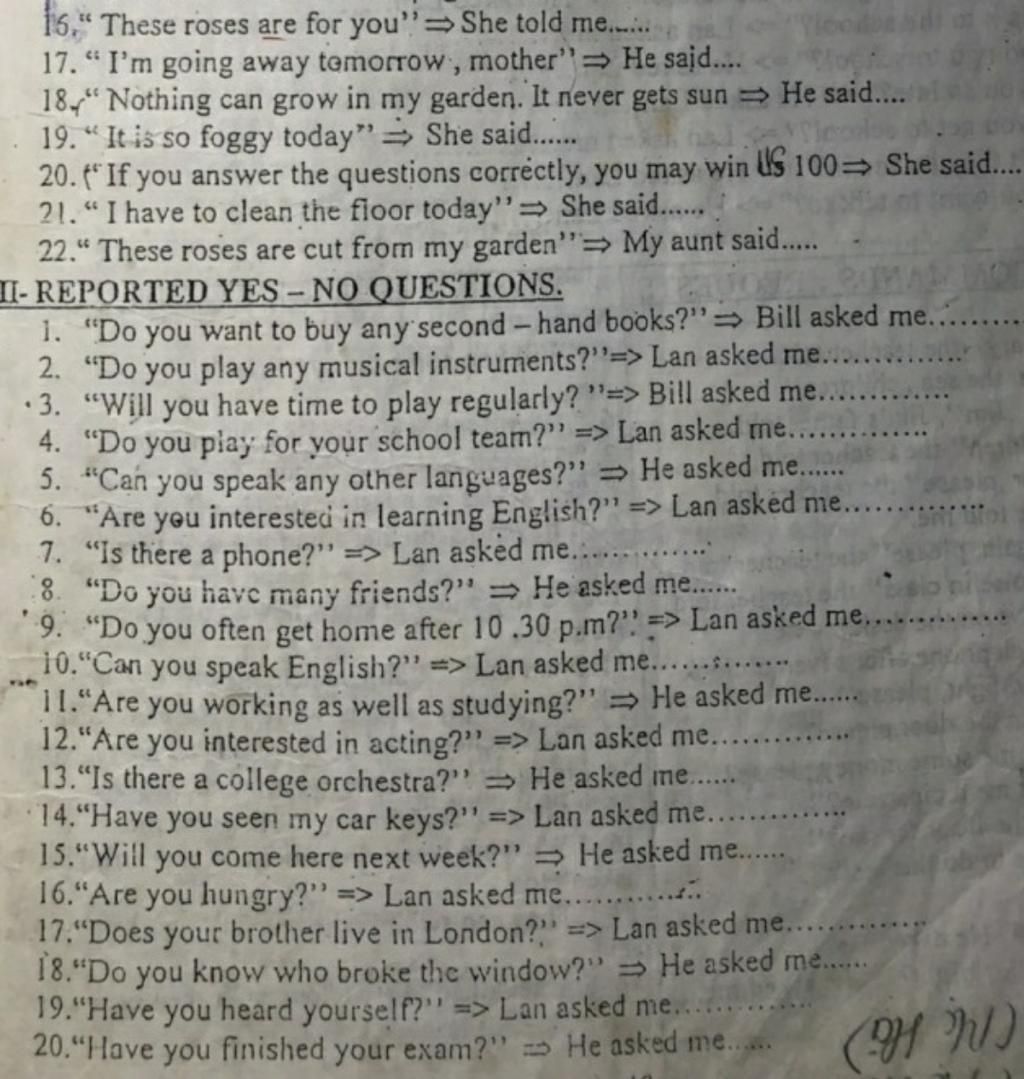 16. “ These roses are for you’’ ⇒ She told me......
17. “ I’m going away tomorrow , mother’’ ⇒ He said....
18. “ Nothing can grow in my garden. It never gets sun ⇒ He said....
19. “ It is so foggy today’’ ⇒ She said......
20. “ If you answer the questions correctly, you may win US 100 ⇒ She said....
21. “ I have to clean the floor today’’ ⇒ She said......
22. “ These roses are cut from my garden’’ ⇒ My aunt said.....
II- REPORTED YES – NO QUESTIONS.
1. “Do you want to buy any second – hand books?’’ ⇒ Bill asked me..........
2. “Do you play any musical instruments?’’=> Lan asked me..............
3. “Will you have time to play regularly? ’’=> Bill asked me.............
4. “Do you play for your school team?’’ => Lan asked me..............
5. “Can you speak any other languages?’’ ⇒ He asked me......
6. “Are you interested in learning English?’’ => Lan asked me..............
7. “Is there a phone?’’ => Lan asked me..............
8. “Do you have many friends?’’ ⇒ He asked me......
9. “Do you often get home after 10 .30 p.m?’’ => Lan asked me..............
10.“Can you speak English?’’ => Lan asked me..............
11.“Are you working as well as studying?’’ ⇒ He asked me......
12.“Are you interested in acting?’’ => Lan asked me..............
13.“Is there a college orchestra?’’ ⇒ He asked me......
14.“Have you seen my car keys?’’ => Lan asked me..............
15.“Will you come here next week?’’ ⇒ He asked me......
16.“Are you hungry?’’ => Lan asked me..............
17.“Does your brother live in London?’’ => Lan asked me..............
18.“Do you know who broke the window?’’ ⇒ He asked me......
19.“Have you heard yourself?’’ => Lan asked me..............
20.“Have you finished your exam?’’ ⇒ He asked me......